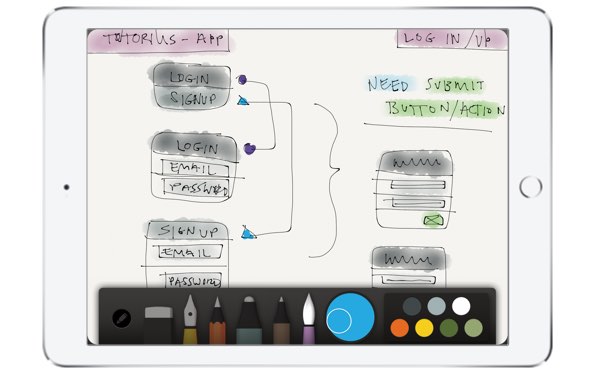 TUTORIUS - APP
LOG IN/UP
LOGIN
SIGNUP
NEED SUBMIT
BUTTON/ACTION
LOGIN
EMAIL
PASSWORD
SIGNUP
EMAIL
PASSWORD